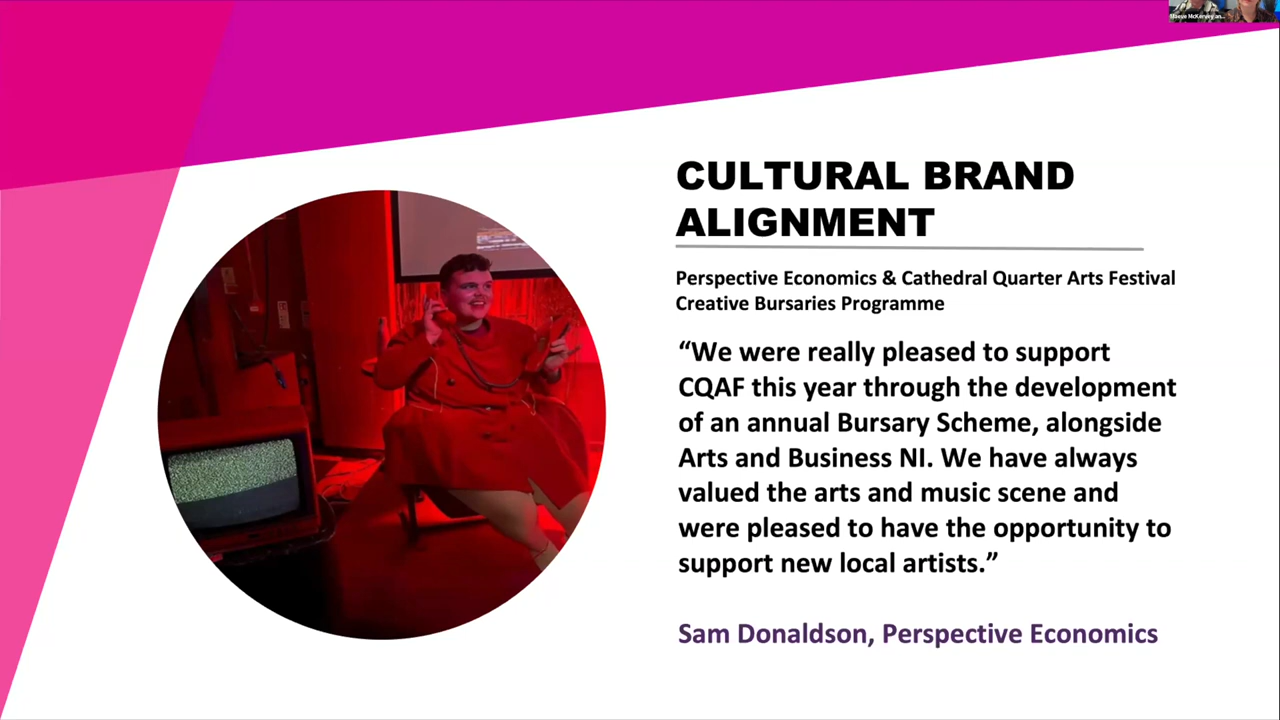 Maeve McKervey an...
CULTURAL BRAND
ALIGNMENT
Perspective Economics & Cathedral Quarter Arts Festival
Creative Bursaries Programme
“We were really pleased to support
CQAF this year through the development
of an annual Bursary Scheme, alongside
Arts and Business NI. We have always
valued the arts and music scene and
were pleased to have the opportunity to
support new local artists.”
Sam Donaldson, Perspective Economics